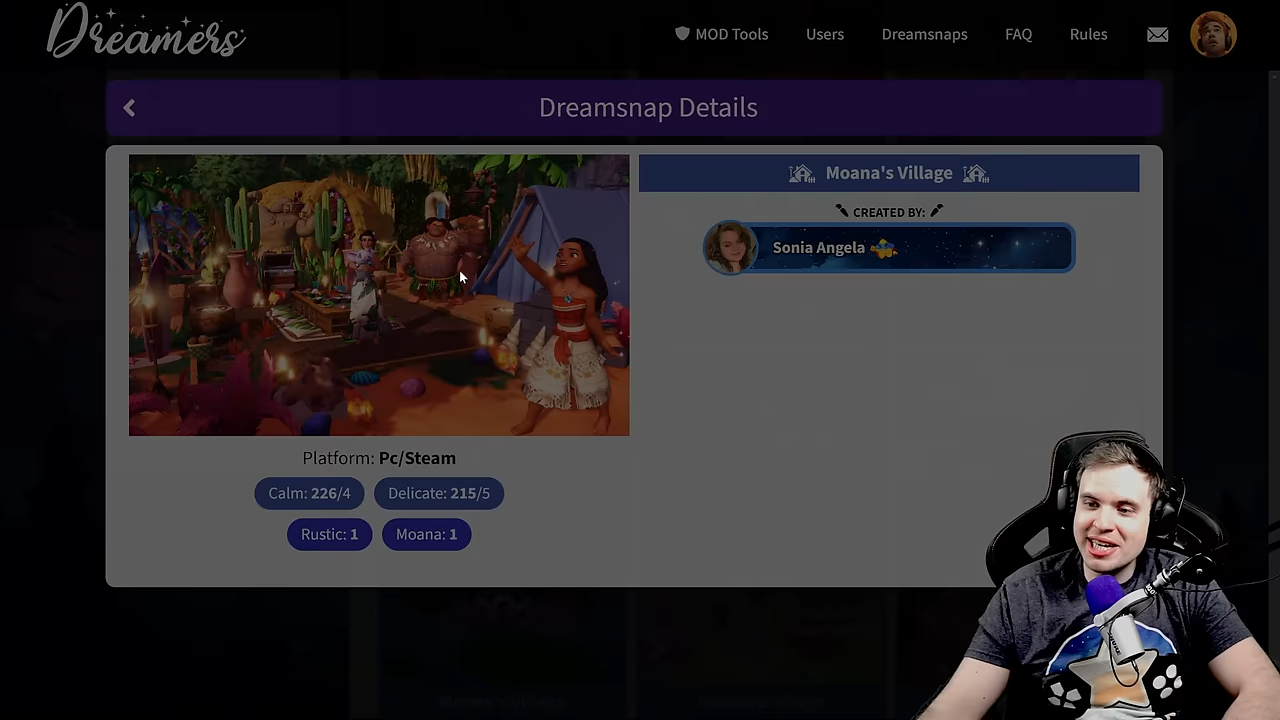 Dreamers
MOD Tools
Users
Dreamsnaps
FAQ
Rules
Dreamsnap Details
Moana's Village
CREATED BY:
Sonia Angela
Platform: Pc/Steam
Calm: 226/4
Delicate: 215/5
Rustic: 1
Moana: 1